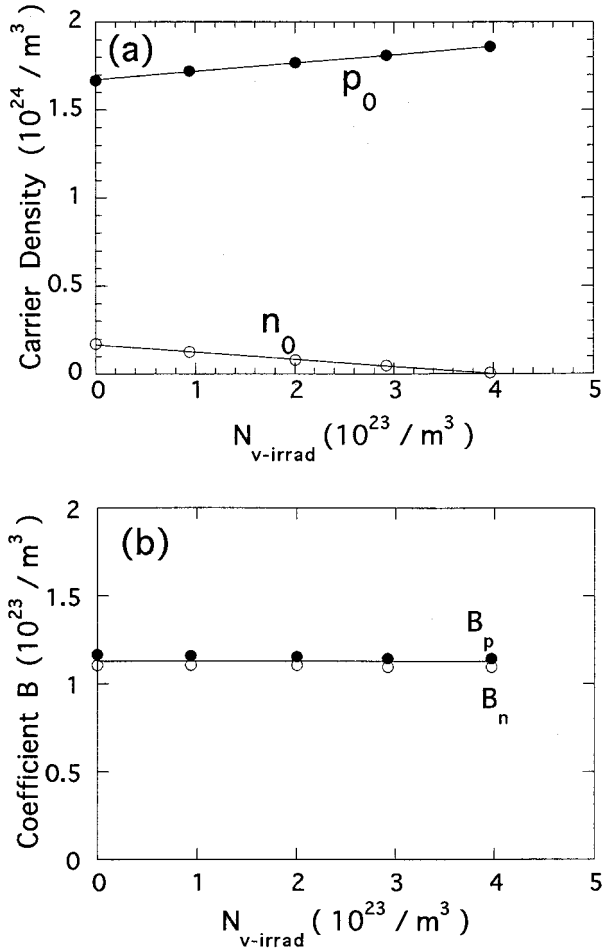 (a)
Carrier Density (10^24 / m^3)
2
1.5
1
0.5
0
p_0
n_0
0 1 2 3 4 5
N_v-irrad (10^23 / m^3)
(b)
Coefficient B (10^23 / m^3)
2
1.5
1
0.5
0
B_p
B_n
0 1 2 3 4 5
N_v-irrad (10^23 / m^3)